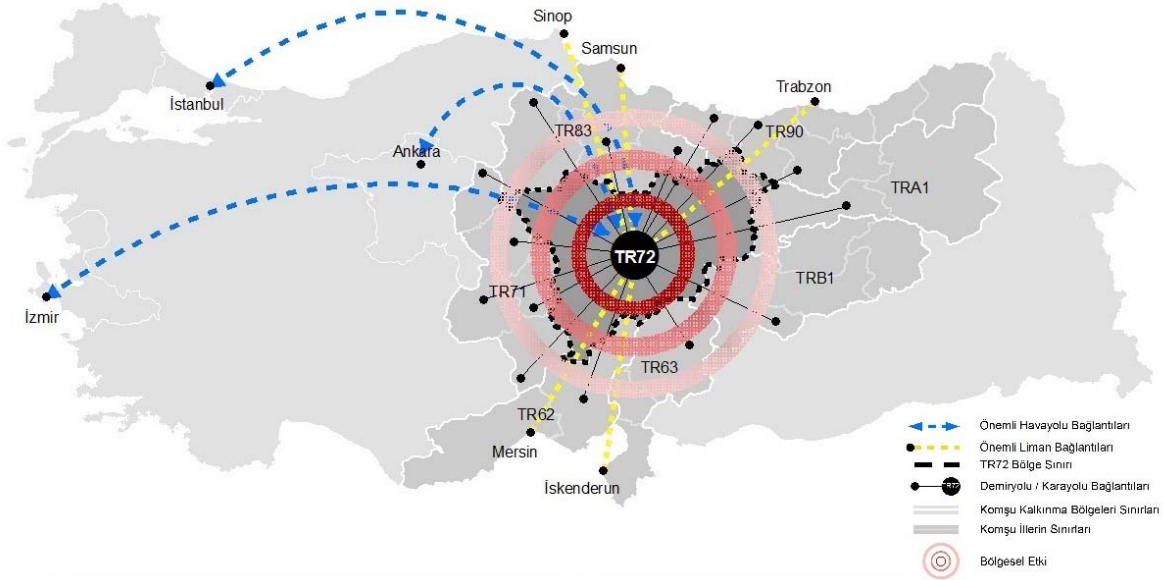 Sinop
Samsun
İstanbul
Trabzon
TR83
TR90
Ankara
TRA1
TR72
TRB1
TR71
İzmir
TR63
TR62
Mersin
İskenderun
Önemli Havayolu Bağlantıları
Önemli Liman Bağlantıları
TR72 Bölge Sınırı
TR72
Demiryolu / Karayolu Bağlantıları
Komşu Kalkınma Bölgeleri Sınırları
Komşu İllerin Sınırları
Bölgesel Etki